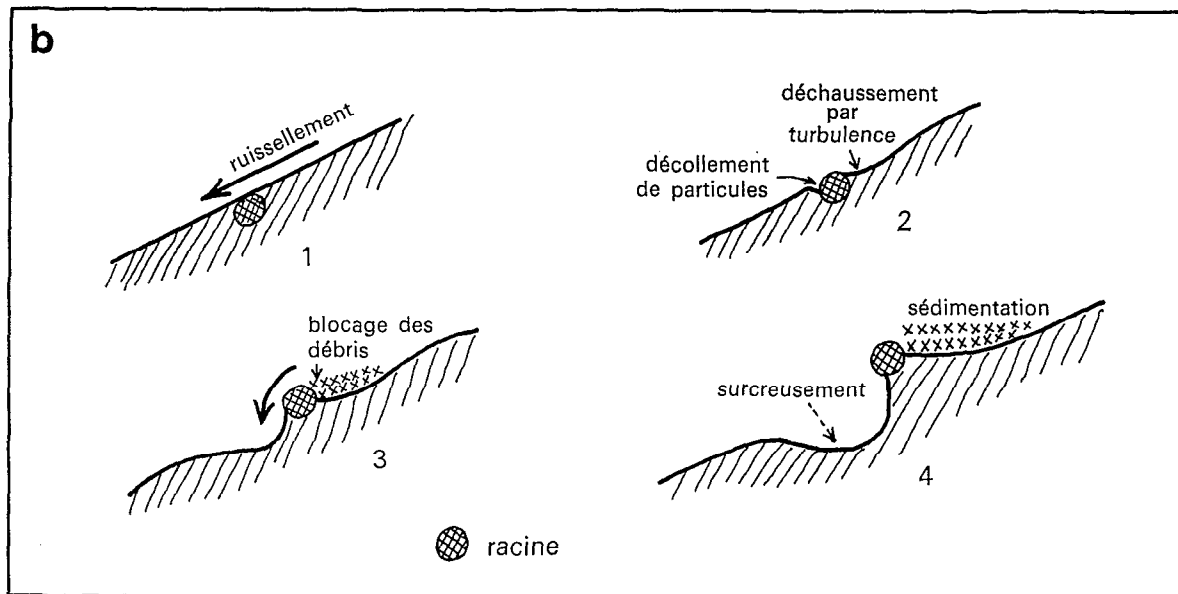 b
ruissellement
1
déchaussement
par
turbulence
décollement
de particules
2
blocage des
débris
3
sédimentation
surcreusement
4
racine